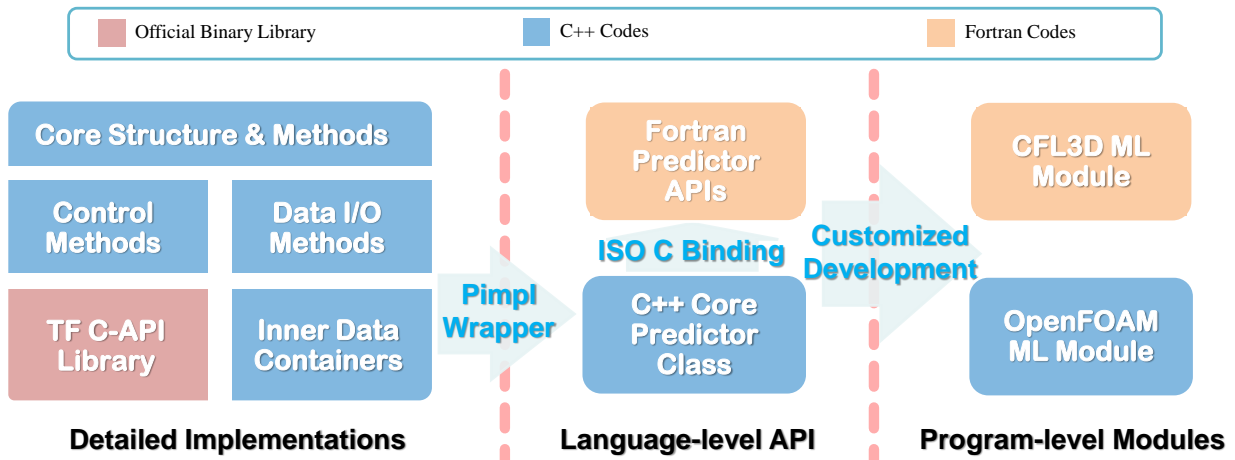 Official Binary Library
C++ Codes
Fortran Codes
Core Structure & Methods
Control
Methods
Data I/O
Methods
TF C-API
Library
Inner Data
Containers
Detailed Implementations
Pimpl
Wrapper
Fortran
Predictor
APIs
ISO C Binding
C++ Core
Predictor
Class
Language-level API
Customized
Development
CFL3D ML
Module
OpenFOAM
ML Module
Program-level Modules